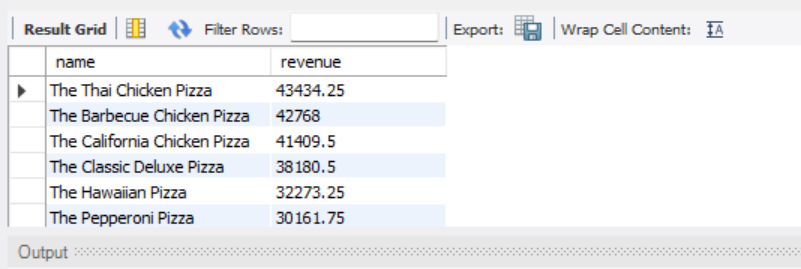 Result Grid Filter Rows: Export: Wrap Cell Content:
name revenue
The Thai Chicken Pizza 43434.25
The Barbecue Chicken Pizza 42768
The California Chicken Pizza 41409.5
The Classic Deluxe Pizza 38180.5
The Hawaiian Pizza 32273.25
The Pepperoni Pizza 30161.75
Output